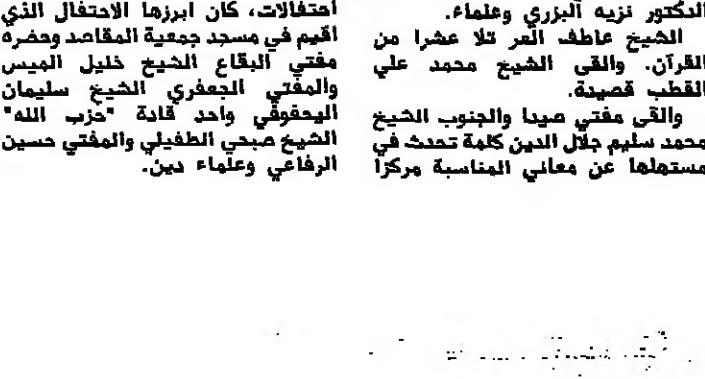 الدكتور نزيه البزري وعلماء.
الشيخ عاطف الغر تلا عشرا من
القرآن. والقى الشيخ محمد علي
القطب قصيدة.
والقى مفتي صيدا والجنوب الشيخ
محمد سليم جلال الدين كلمة تحدث في
مستهلها عن معاني المناسبة مركزا
احتفالات، كان ابرزها الاحتفال الذي
اقيم في مسجد جمعية المقاصد وحضره
مفتي البقاع الشيخ خليل الميس
والمفتي الجعفري الشيخ سليمان
اليحفوفي واحد قادة "حزب الله"
الشيخ صبحي الطفيلي والمفتي حسين
الرفاعي وعلماء دين.